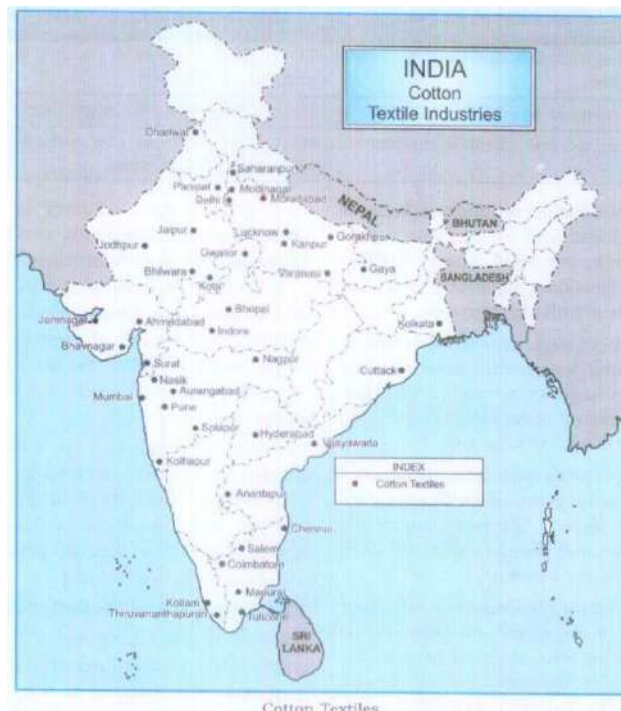 INDIA
Cotton
Textile Industries
Dhariwal
Saharanpur
Panipat
Modinagar
Delhi
Moradabad
NEPAL
BHUTAN
Jaipur
Lucknow
Gorakhpur
Jodhpur
Kanpur
Gwalior
Bhilwara
Kota
Varanasi
Gaya
BANGLADESH
Jamnagar
Ahmedabad
Bhopal
Kolkata
Indore
Bhavnagar
Surat
Nagpur
Cuttack
Nasik
Mumbai
Aurangabad
Pune
Solapur
Hyderabad
Vijayawada
Kolhapur
INDEX
Cotton Textiles
Anantapur
Chennai
Salem
Coimbatore
Madurai
Kollam
Thiruvananthapuram
Tuticorin
SRI
LANKA
Cotton Textiles